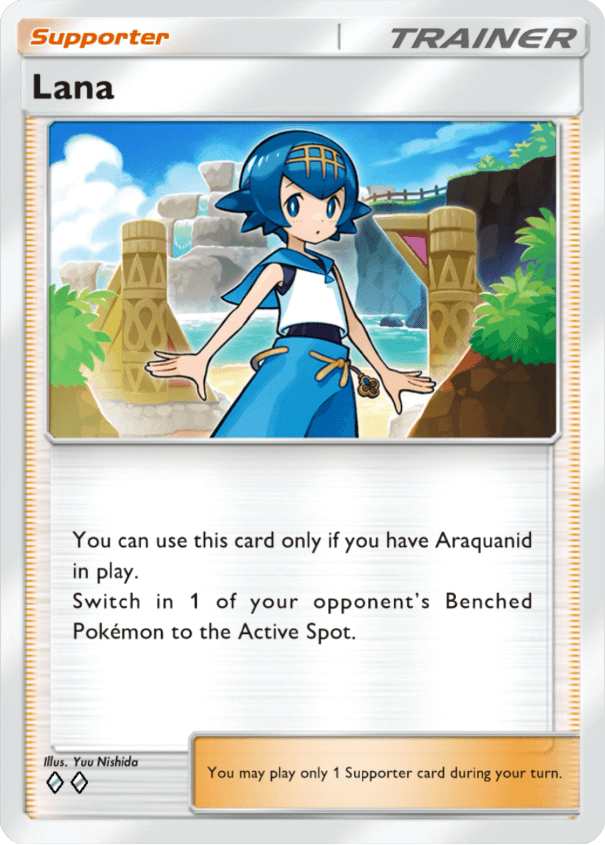 Supporter
TRAINER
Lana
You can use this card only if you have Araquanid
in play.
Switch in 1 of your opponent's Benched
Pokémon to the Active Spot.
Illus. Yuu Nishida
You may play only 1 Supporter card during your turn.